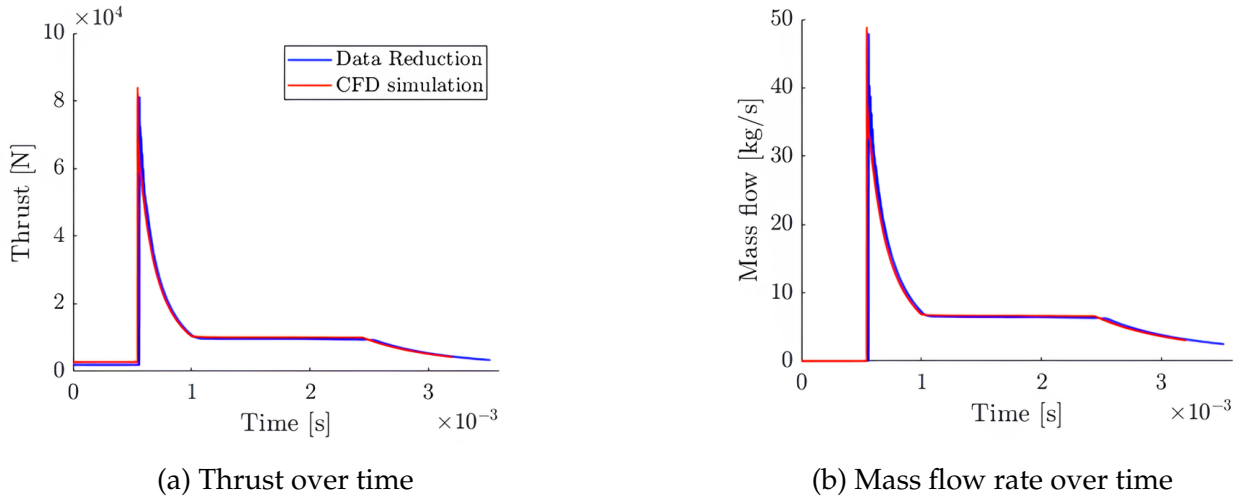 ×10⁴
10
8
6
4
2
0
Thrust [N]
Data Reduction
CFD simulation
0
1
2
3
Time [s]
×10⁻³
(a) Thrust over time
50
40
30
20
10
0
Mass flow [kg/s]
0
1
2
3
Time [s]
×10⁻³
(b) Mass flow rate over time